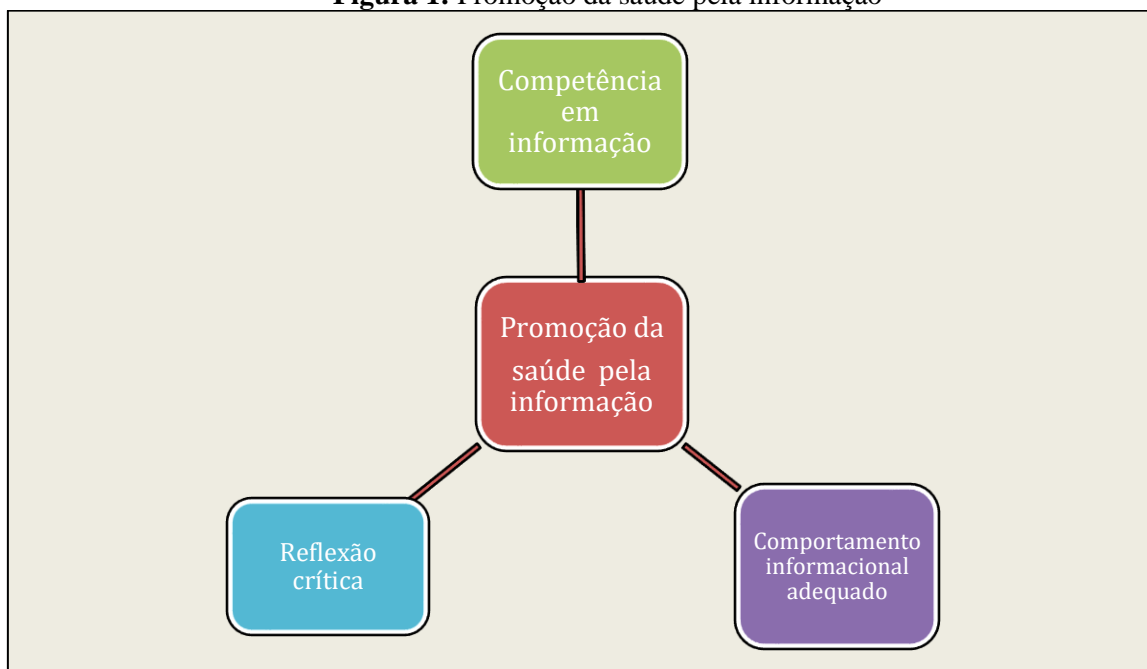 Figura 1. Promoção da saúde pela informação
Competência
em
informação
Promoção da
saúde pela
informação
Reflexão
crítica
Comportamento
informacional
adequado